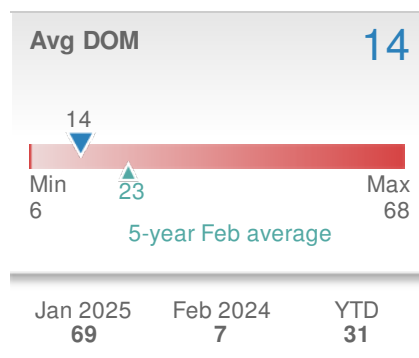 Avg DOM 14
14
23
Min Max
6 68
5-year Feb average
Jan 2025 Feb 2024 YTD
69 7 31